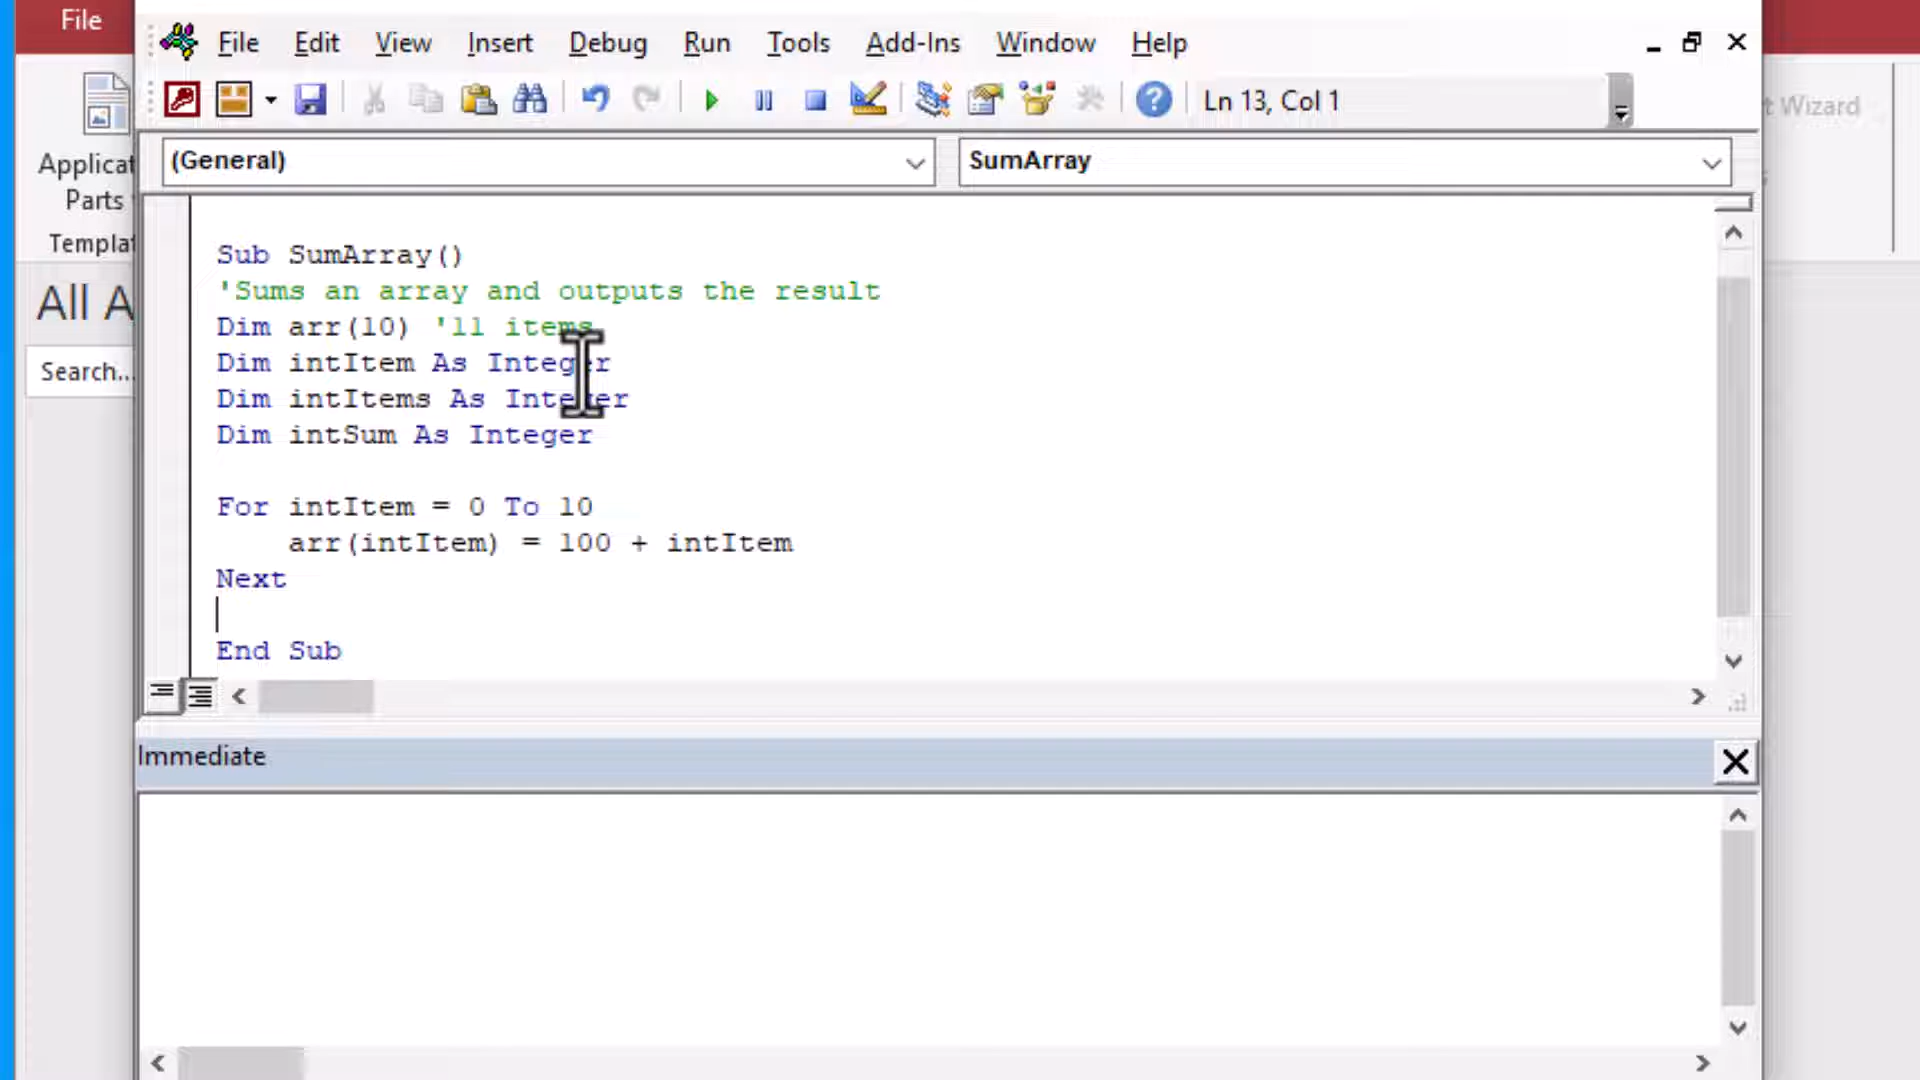 File
File Edit View Insert Debug Run Tools Add-Ins Window Help
Ln 13, Col 1
t Wizard
Applicat
Parts
Templat
(General)
SumArray
All A
Search...
Sub SumArray()
'Sums an array and outputs the result
Dim arr(10) '11 items
Dim intItem As Integer
Dim intItems As Integer
Dim intSum As Integer
For intItem = 0 To 10
arr(intItem) = 100 + intItem
Next
End Sub
Immediate